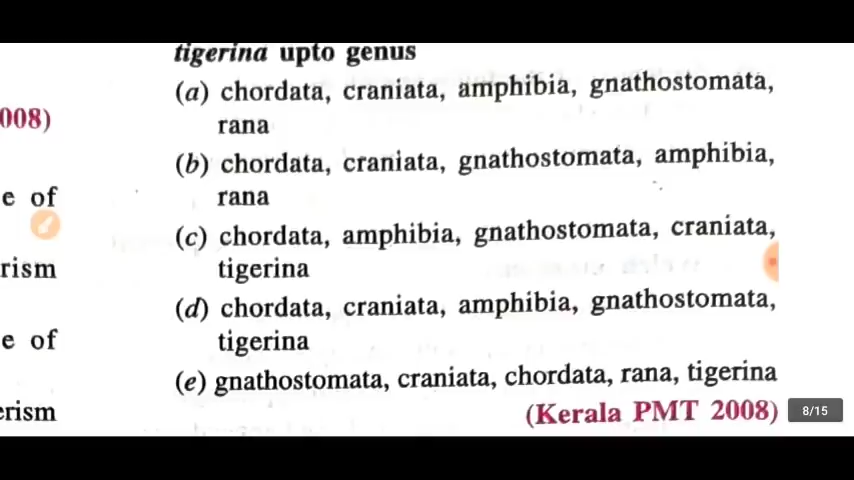 tigerina upto genus
(a) chordata, craniata, amphibia, gnathostomata,
rana
(b) chordata, craniata, gnathostomata, amphibia,
rana
(c) chordata, amphibia, gnathostomata, craniata,
tigerina
(d) chordata, craniata, amphibia, gnathostomata,
tigerina
(e) gnathostomata, craniata, chordata, rana, tigerina
(Kerala PMT 2008)
008)
e of
rism
e of
erism
8/15